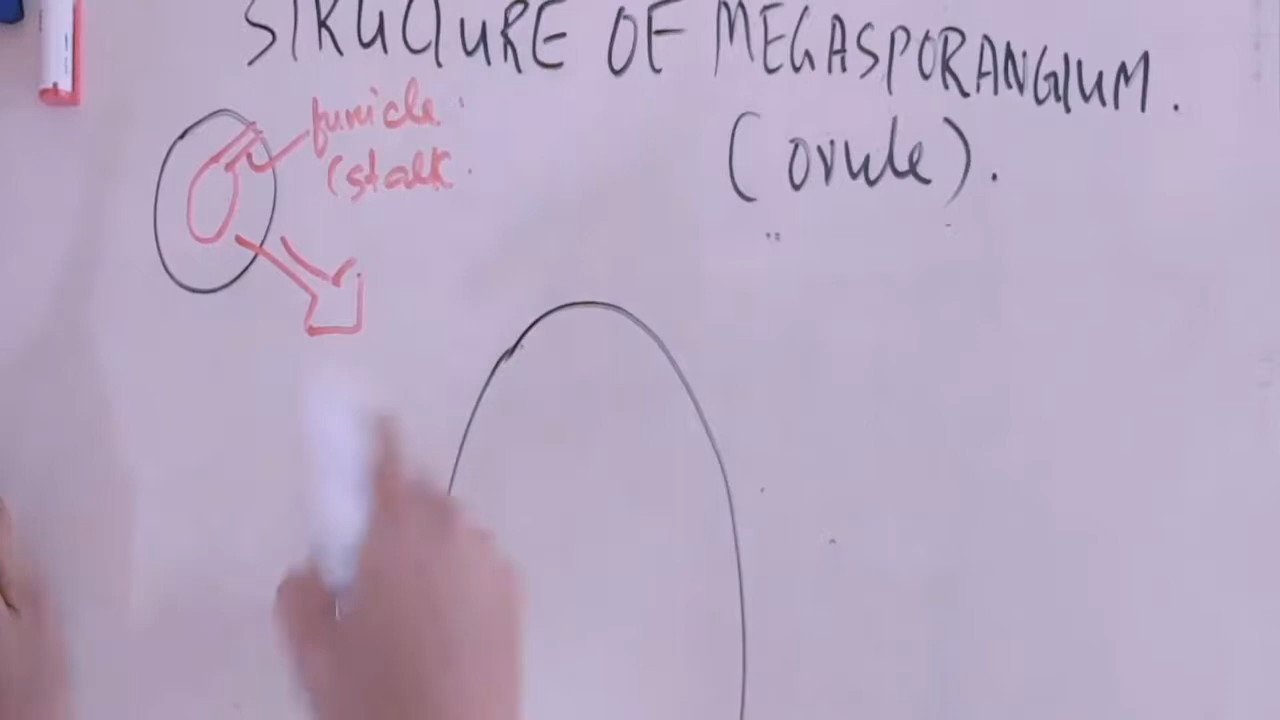 STRUCTURE OF MEGASPORANGIUM.
(ovule).
funicle.
(stalk.